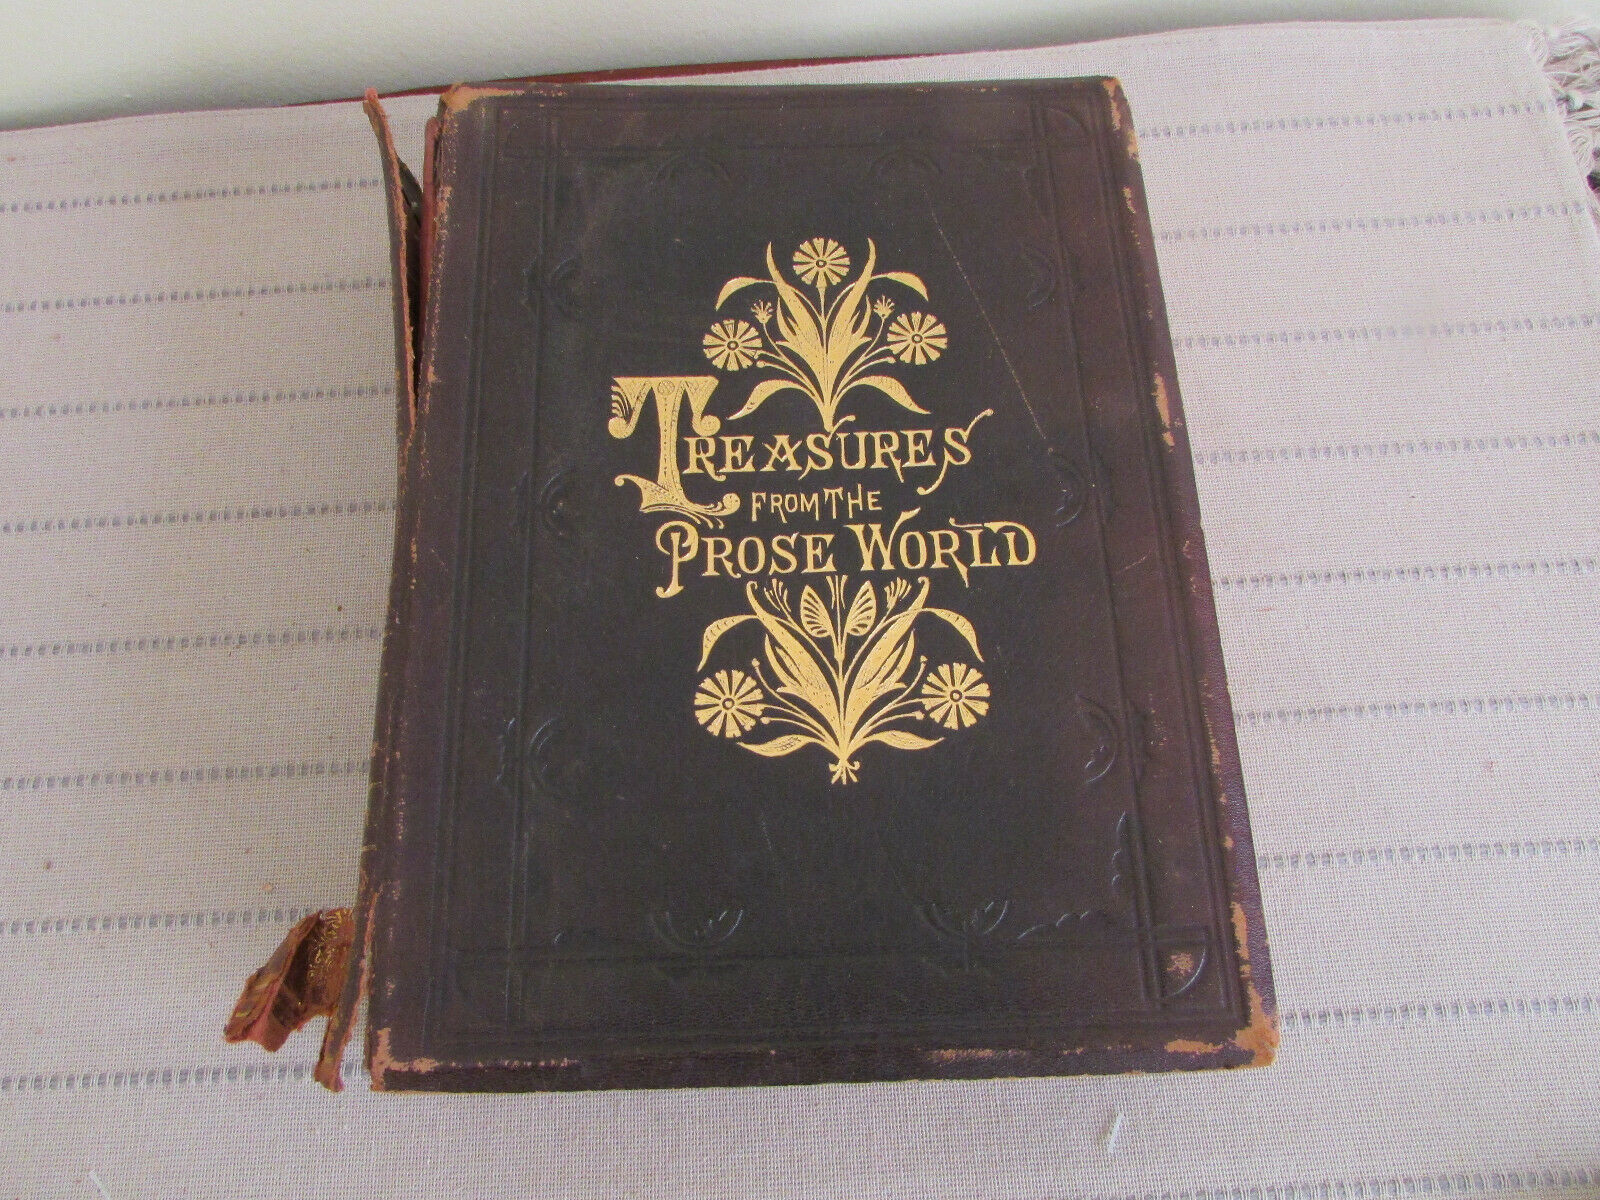 TREASURES
FROM THE
PROSE WORLD